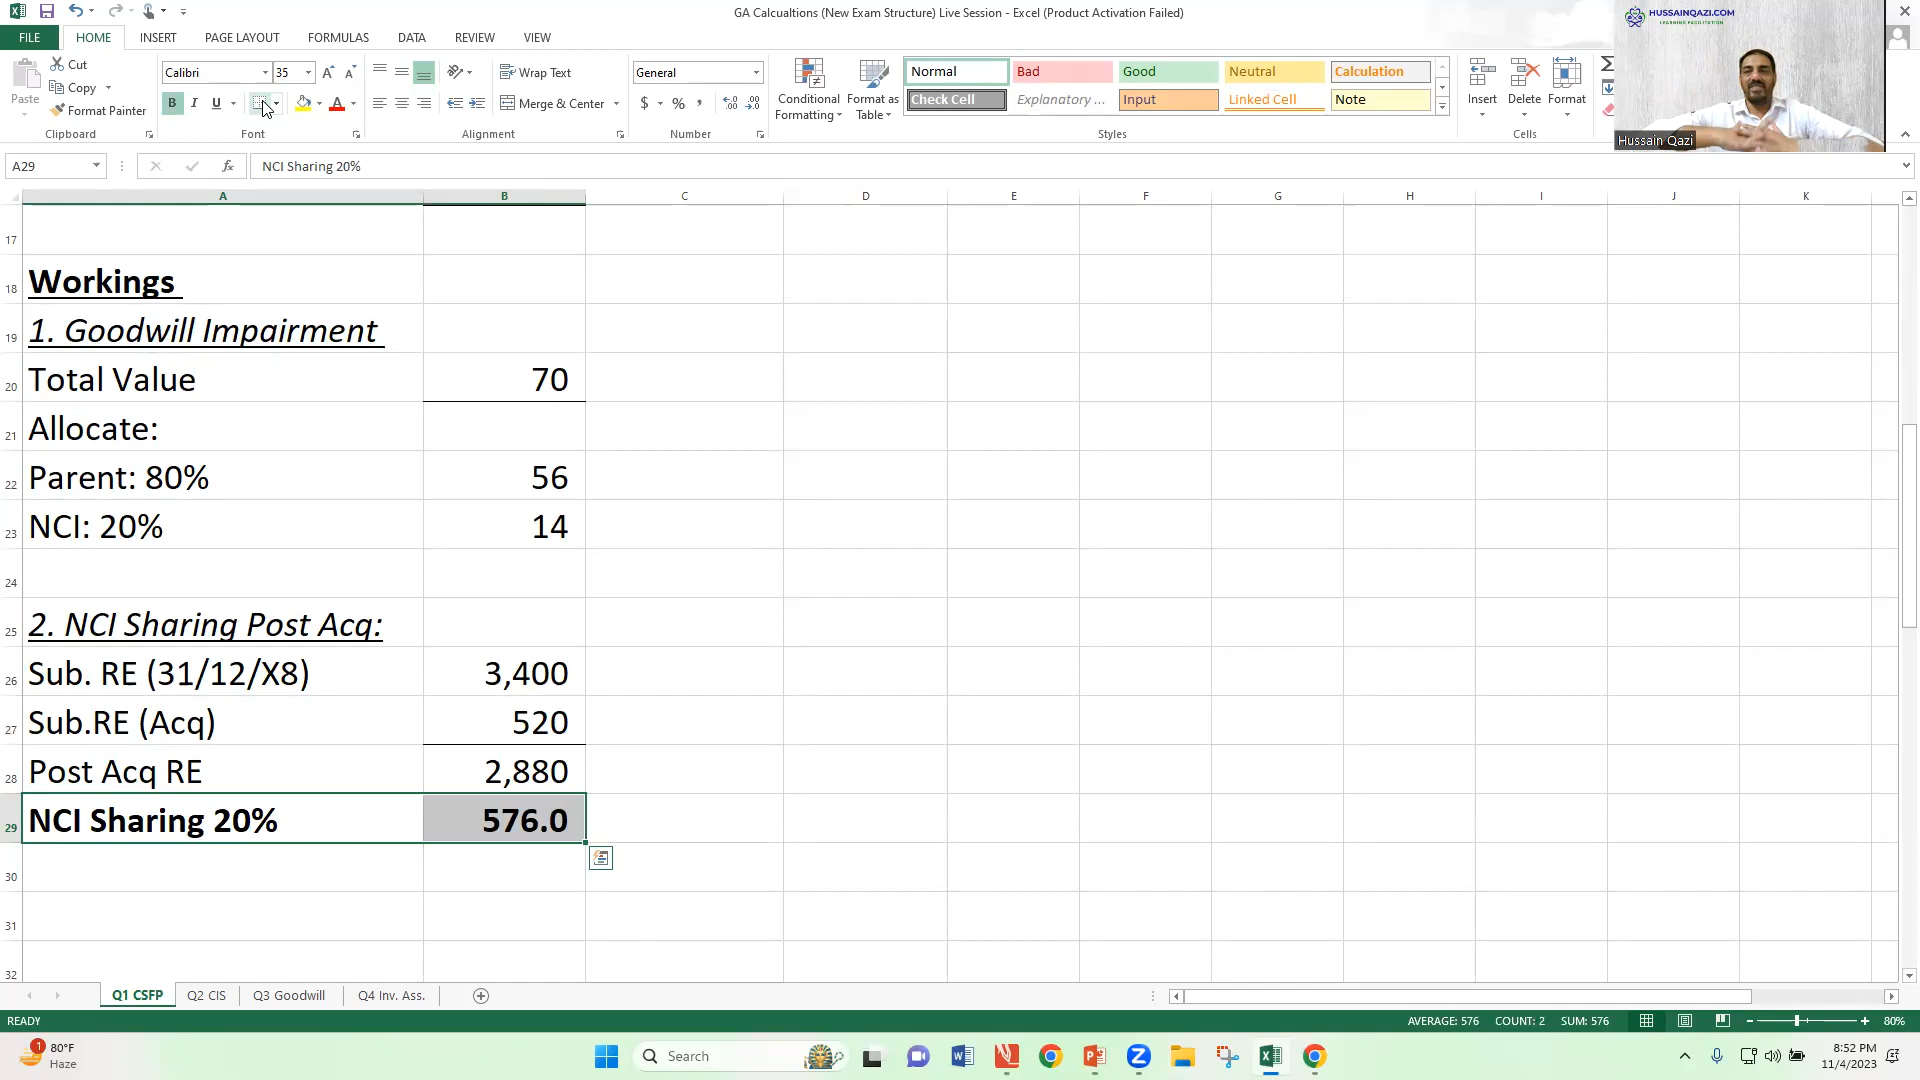 GA Calcualtions (New Exam Structure) Live Session - Excel (Product Activation Failed)
FILE HOME INSERT PAGE LAYOUT FORMULAS DATA REVIEW VIEW
Paste
Cut
Copy
Format Painter
Clipboard
Calibri 35
B I U
Font
Wrap Text
Merge & Center
Alignment
General
$ % ,
Number
Conditional Formatting
Format as Table
Normal Bad Good Neutral Calculation
Check Cell Explanatory ... Input Linked Cell Note
Styles
Insert Delete Format
Cells
HUSSAINQAZI.COM
LEARNING FACILITATION
Hussain Qazi
A29 fx NCI Sharing 20%
A B C D E F G H I J K
17
18 Workings
19 1. Goodwill Impairment
20 Total Value 70
21 Allocate:
22 Parent: 80% 56
23 NCI: 20% 14
24
25 2. NCI Sharing Post Acq:
26 Sub. RE (31/12/X8) 3,400
27 Sub.RE (Acq) 520
28 Post Acq RE 2,880
29 NCI Sharing 20% 576.0
30
31
32
Q1 CSFP Q2 CIS Q3 Goodwill Q4 Inv. Ass.
READY AVERAGE: 576 COUNT: 2 SUM: 576 80%
1 80°F
Haze
Search
8:52 PM
11/4/2023